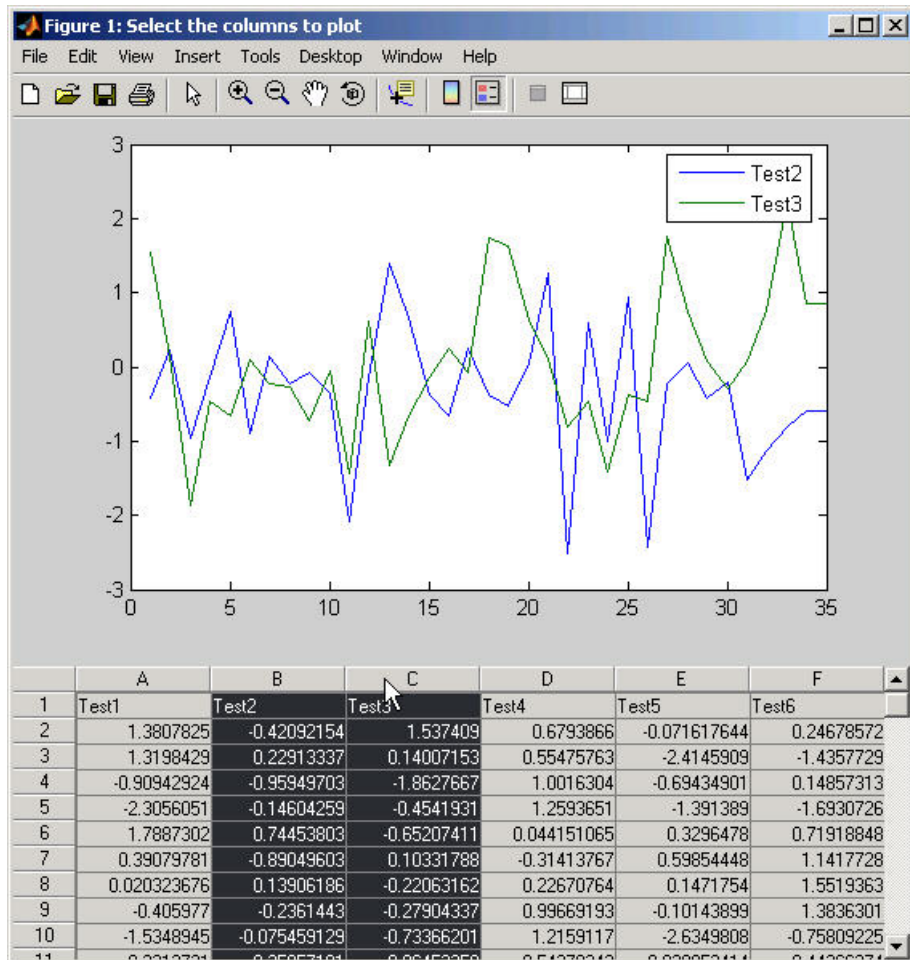 Figure 1: Select the columns to plot
File Edit View Insert Tools Desktop Window Help
3
Test2
Test3
2
1
0
-1
-2
-3
0 5 10 15 20 25 30 35
A B C D E F
1 Test1 Test2 Test3 Test4 Test5 Test6
2 1.3807825 -0.42092154 1.537409 0.6793866 -0.071617644 0.24678572
3 1.3198429 0.22913337 0.14007153 0.55475763 -2.4145909 -1.4357729
4 -0.90942924 -0.95949703 -1.8627667 1.0016304 -0.69434901 0.14857313
5 -2.3056051 -0.14604259 -0.4541931 1.2593651 -1.391389 -1.6930726
6 1.7887302 0.74453803 -0.65207411 0.044151065 0.3296478 0.71918848
7 0.39079781 -0.89049603 0.10331788 -0.31413767 0.59854448 1.1417728
8 0.020323676 0.13906186 -0.22063162 0.22670764 0.1471754 1.5519363
9 -0.405977 -0.2361443 -0.27904337 0.99669193 -0.10143899 1.3836301
10 -1.5348945 -0.075459129 -0.73366201 1.2159117 -2.6349808 -0.75809225
11